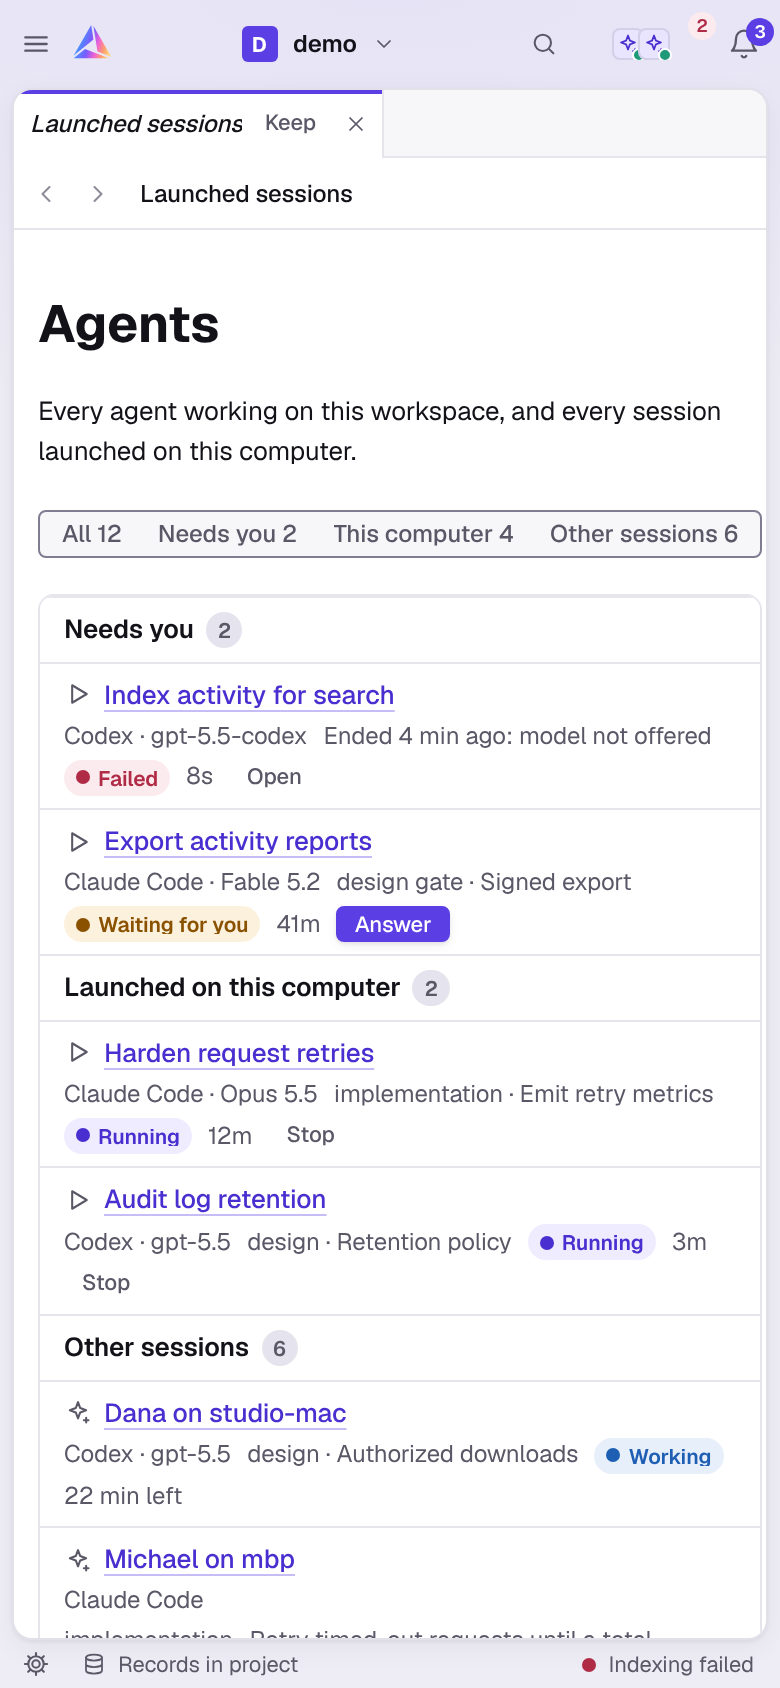 D demo
2
3
Launched sessions Keep
Launched sessions
Agents
Every agent working on this workspace, and every session
launched on this computer.
All 12 Needs you 2 This computer 4 Other sessions 6
Needs you 2
Index activity for search
Codex · gpt-5.5-codex Ended 4 min ago: model not offered
Failed 8s Open
Export activity reports
Claude Code · Fable 5.2 design gate · Signed export
Waiting for you 41m Answer
Launched on this computer 2
Harden request retries
Claude Code · Opus 5.5 implementation · Emit retry metrics
Running 12m Stop
Audit log retention
Codex · gpt-5.5 design · Retention policy Running 3m
Stop
Other sessions 6
Dana on studio-mac
Codex · gpt-5.5 design · Authorized downloads Working
22 min left
Michael on mbp
Claude Code
implementation · Retry timed-out requests until a total
Records in project Indexing failed